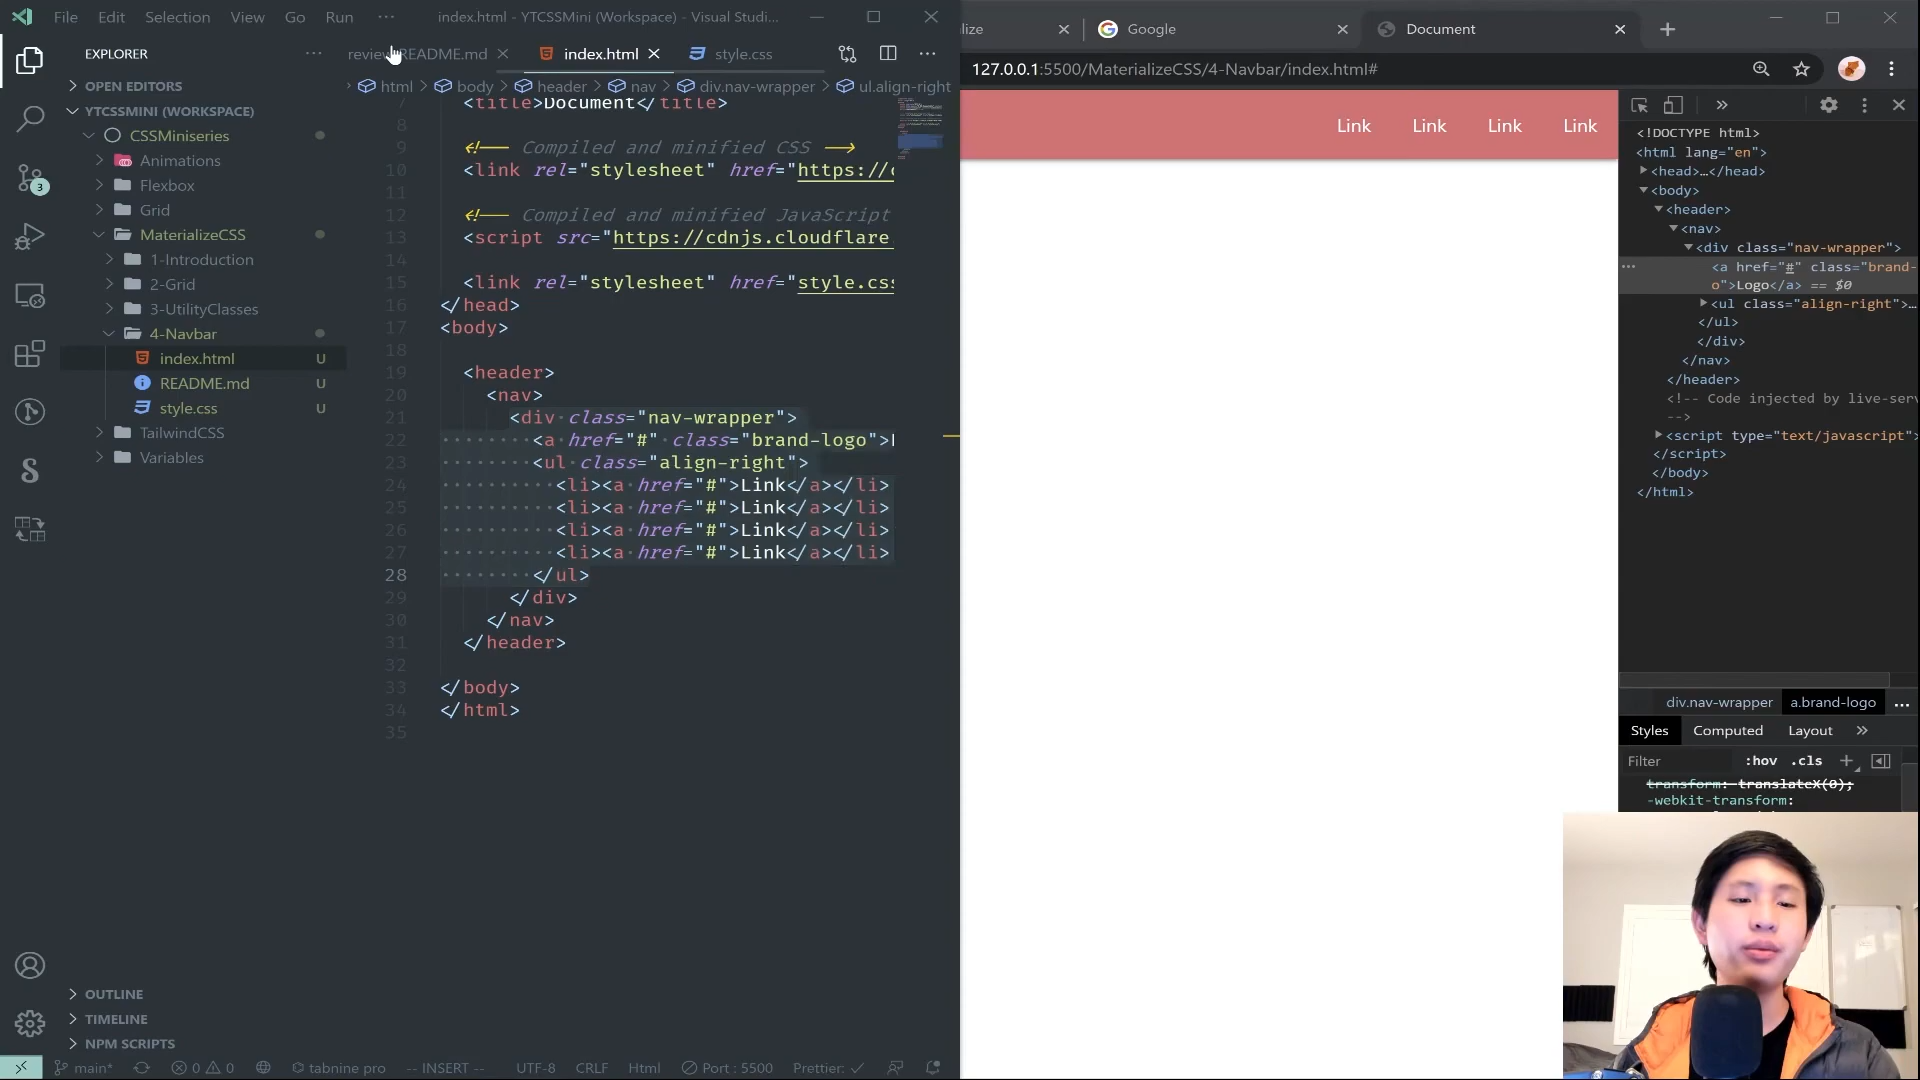 File Edit Selection View Go Run ··· index.html - YTCSSMini (Workspace) - Visual Studi...
EXPLORER ···
OPEN EDITORS
YTCSSMINI (WORKSPACE)
CSSMiniseries
Animations
Flexbox
Grid
MaterializeCSS
1-Introduction
2-Grid
3-UtilityClasses
4-Navbar
index.html U
README.md U
style.css U
TailwindCSS
Variables
3
OUTLINE
TIMELINE
NPM SCRIPTS
README.md index.html style.css ···
html > body > header > nav > div.nav-wrapper > ul.align-right
7 <title>Document</title>
8
9 <!-- Compiled and minified CSS -->
10 <link rel="stylesheet" href="https://
11
12 <!-- Compiled and minified JavaScript
13 <script src="https://cdnjs.cloudflare
14
15 <link rel="stylesheet" href="style.css
16 </head>
17 <body>
18
19 <header>
20 <nav>
21 <div class="nav-wrapper">
22 <a href="#" class="brand-logo">
23 <ul class="align-right">
24 <li><a href="#">Link</a></li>
25 <li><a href="#">Link</a></li>
26 <li><a href="#">Link</a></li>
27 <li><a href="#">Link</a></li>
28 </ul>
29 </div>
30 </nav>
31 </header>
32
33 </body>
34 </html>
35
main* 0 0 tabnine pro -- INSERT -- UTF-8 CRLF Html Port : 5500 Prettier: ✓
lize Google Document
127.0.0.1:5500/MaterializeCSS/4-Navbar/index.html#
Link Link Link Link
<!DOCTYPE html>
<html lang="en">
<head>…</head>
<body>
<header>
<nav>
<div class="nav-wrapper">
<a href="#" class="brand-
o">Logo</a> == $0
<ul class="align-right">…
</ul>
</div>
</nav>
</header>
<!-- Code injected by live-serv
-->
<script type="text/javascript">
</script>
</body>
</html>
div.nav-wrapper a.brand-logo ...
Styles Computed Layout »
Filter :hov .cls +
transform: translateX(0);
-webkit-transform: